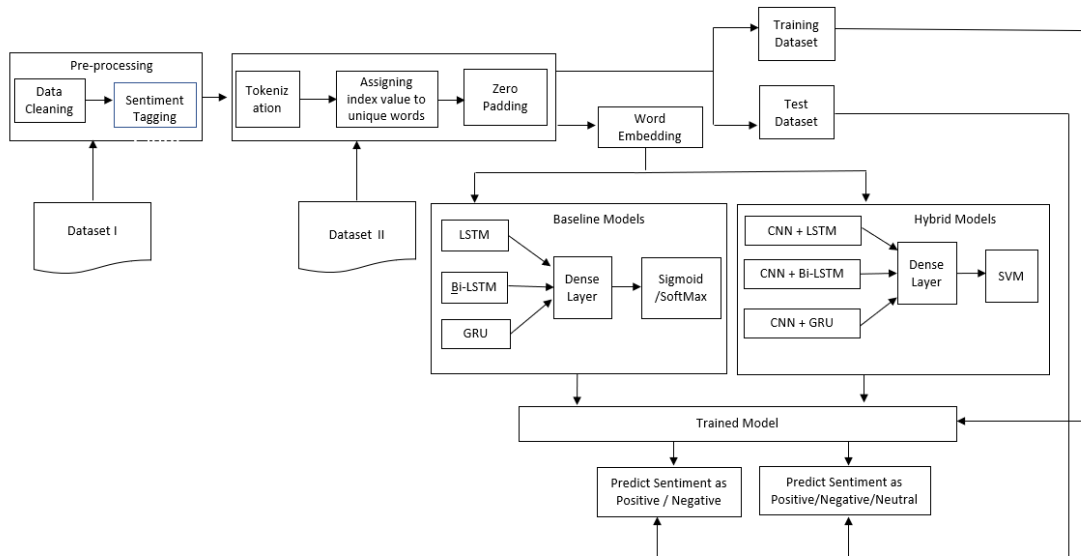 Pre-processing
Data
Cleaning
Sentiment
Tagging
Tokeniz
ation
Assigning
index value to
unique words
Zero
Padding
Training
Dataset
Test
Dataset
Word
Embedding
Dataset I
Dataset II
Baseline Models
LSTM
Bi-LSTM
GRU
Dense
Layer
Sigmoid
/SoftMax
Hybrid Models
CNN + LSTM
CNN + Bi-LSTM
CNN + GRU
Dense
Layer
SVM
Trained Model
Predict Sentiment as
Positive / Negative
Predict Sentiment as
Positive/Negative/Neutral